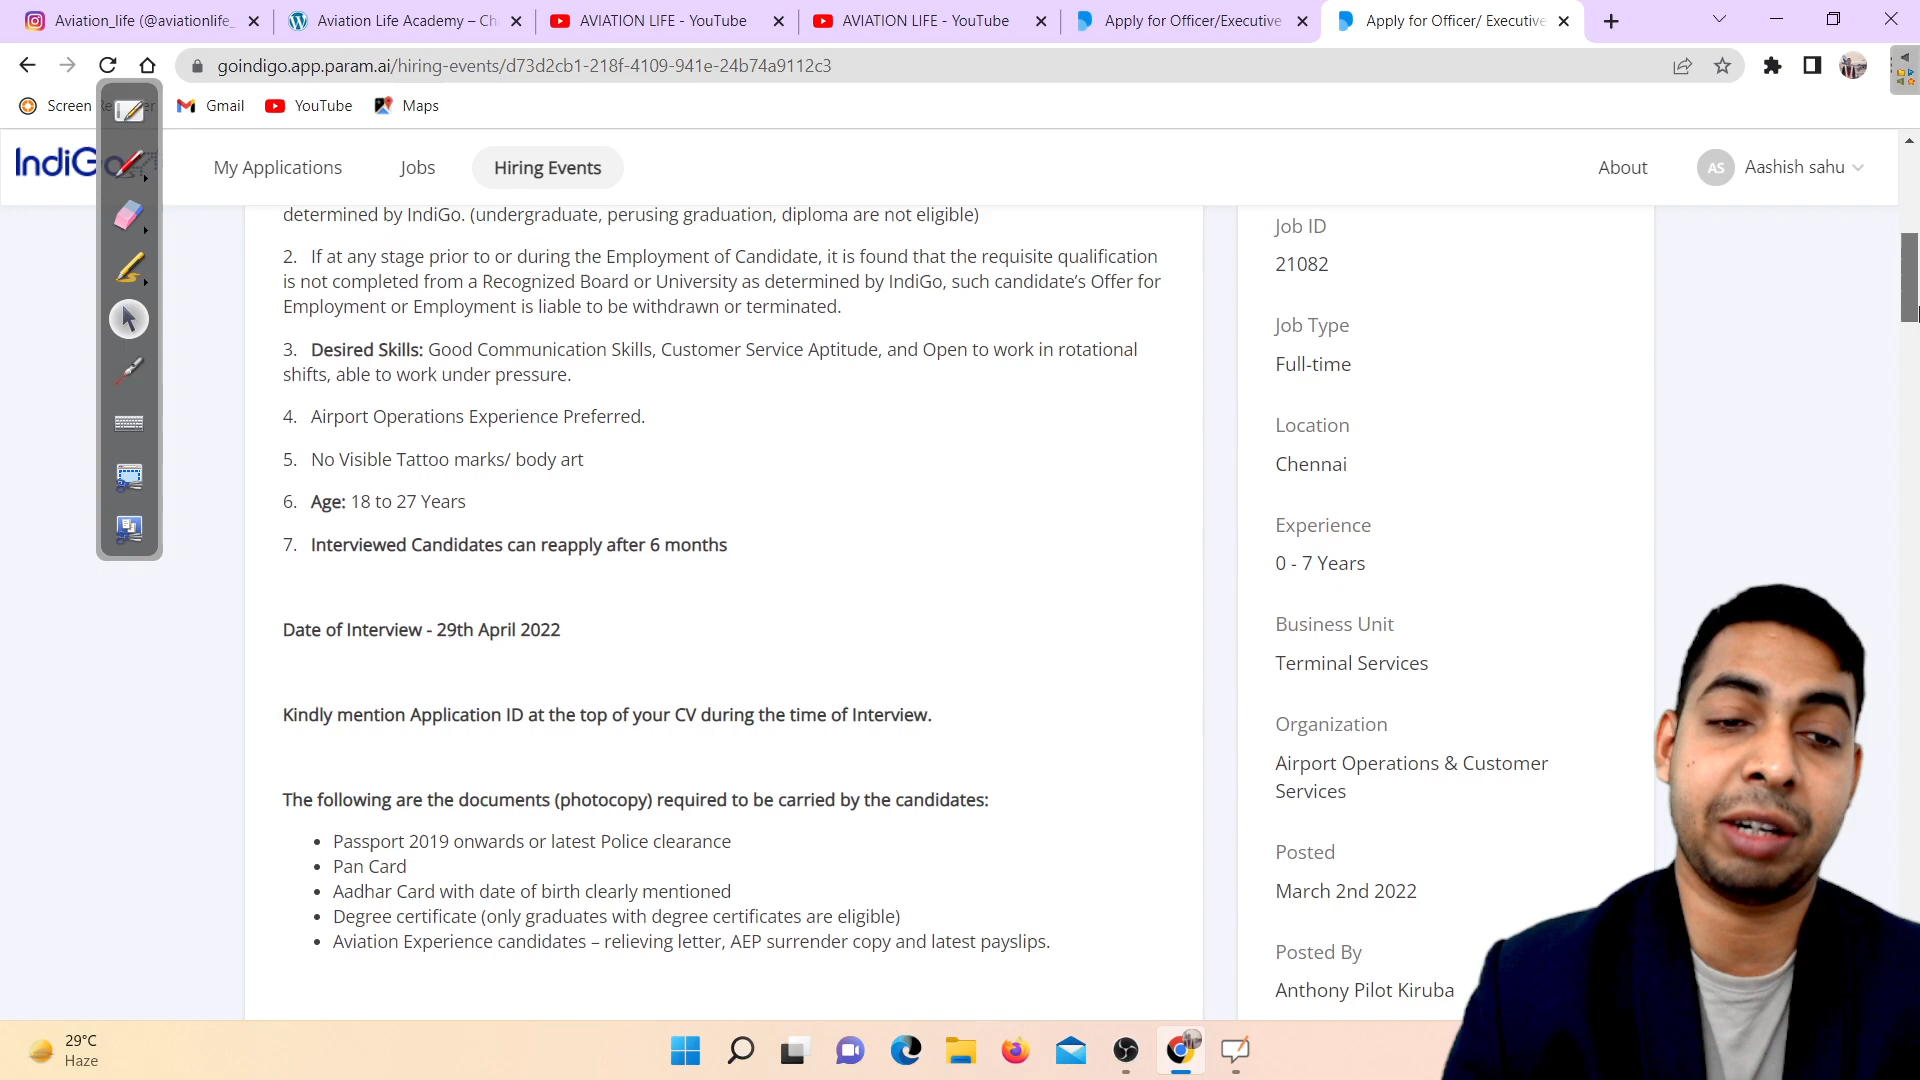 Aviation_life (@aviationlife_
Aviation Life Academy – Ch
AVIATION LIFE - YouTube
AVIATION LIFE - YouTube
Apply for Officer/Executive
Apply for Officer/ Executive
goindigo.app.param.ai/hiring-events/d73d2cb1-218f-4109-941e-24b74a9112c3
Screen
Gmail
YouTube
Maps
IndiGo
My Applications
Jobs
Hiring Events
About
AS
Aashish sahu
determined by IndiGo. (undergraduate, perusing graduation, diploma are not eligible)
2. If at any stage prior to or during the Employment of Candidate, it is found that the requisite qualification
is not completed from a Recognized Board or University as determined by IndiGo, such candidate’s Offer for
Employment or Employment is liable to be withdrawn or terminated.
3. Desired Skills: Good Communication Skills, Customer Service Aptitude, and Open to work in rotational
shifts, able to work under pressure.
4. Airport Operations Experience Preferred.
5. No Visible Tattoo marks/ body art
6. Age: 18 to 27 Years
7. Interviewed Candidates can reapply after 6 months
Date of Interview - 29th April 2022
Kindly mention Application ID at the top of your CV during the time of Interview.
The following are the documents (photocopy) required to be carried by the candidates:
• Passport 2019 onwards or latest Police clearance
• Pan Card
• Aadhar Card with date of birth clearly mentioned
• Degree certificate (only graduates with degree certificates are eligible)
• Aviation Experience candidates – relieving letter, AEP surrender copy and latest payslips.
Job ID
21082
Job Type
Full-time
Location
Chennai
Experience
0 - 7 Years
Business Unit
Terminal Services
Organization
Airport Operations & Customer
Services
Posted
March 2nd 2022
Posted By
Anthony Pilot Kiruba
29°C
Haze